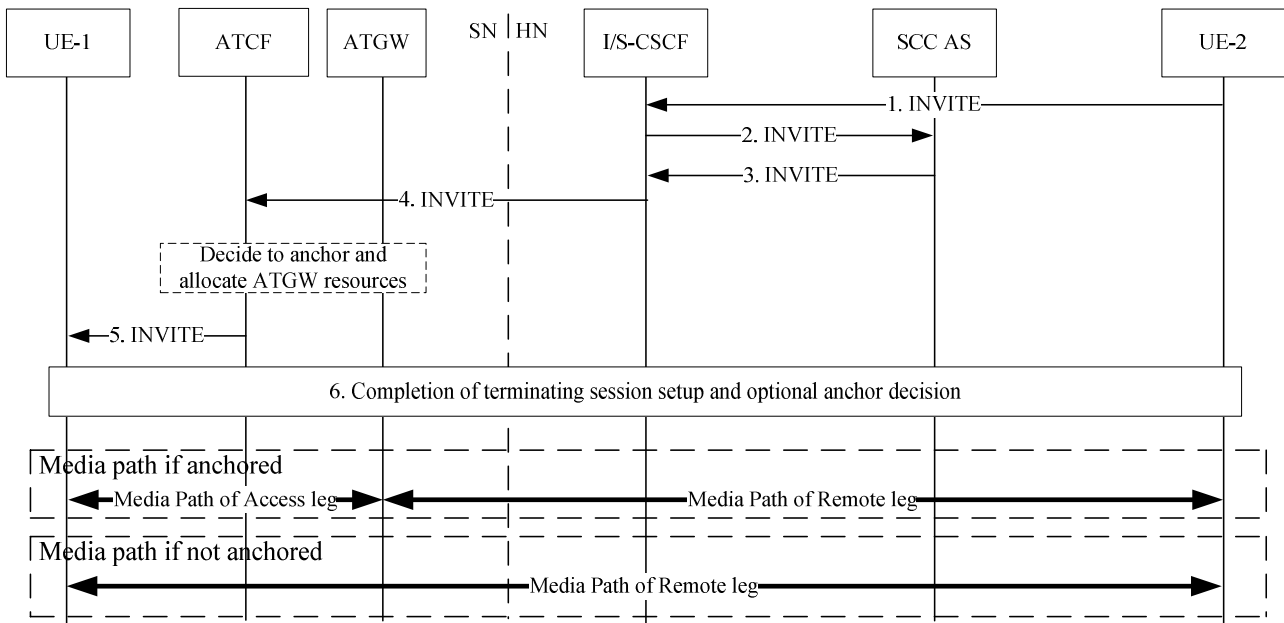 UE-1
ATCF
ATGW
SN
HN
I/S-CSCF
SCC AS
UE-2
1. INVITE
2. INVITE
3. INVITE
4. INVITE
Decide to anchor and
allocate ATGW resources
5. INVITE
6. Completion of terminating session setup and optional anchor decision
Media path if anchored
Media Path of Access leg
Media Path of Remote leg
Media path if not anchored
Media Path of Remote leg